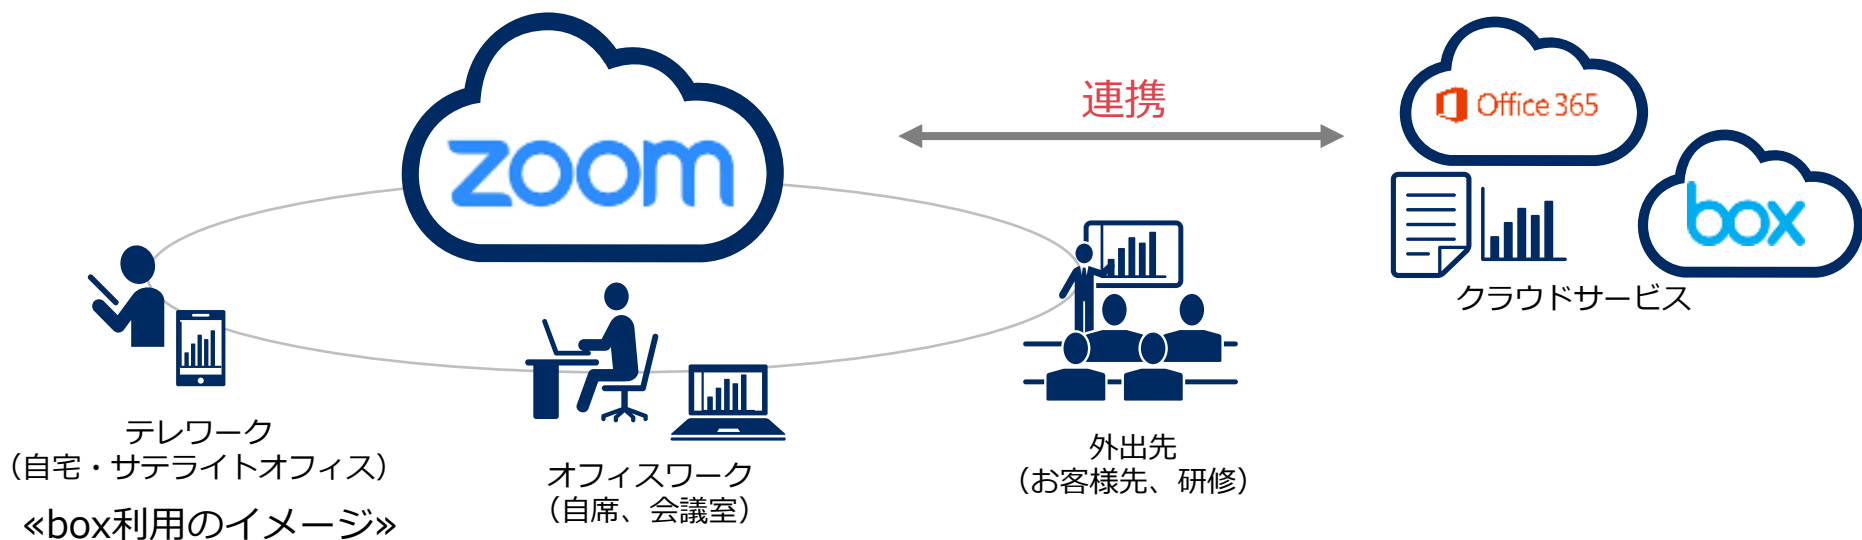 zoom
連携
Office 365
box
クラウドサービス
テレワーク
（自宅・サテライトオフィス）
オフィスワーク
（自席、会議室）
外出先
（お客様先、研修）
«box利用のイメージ»